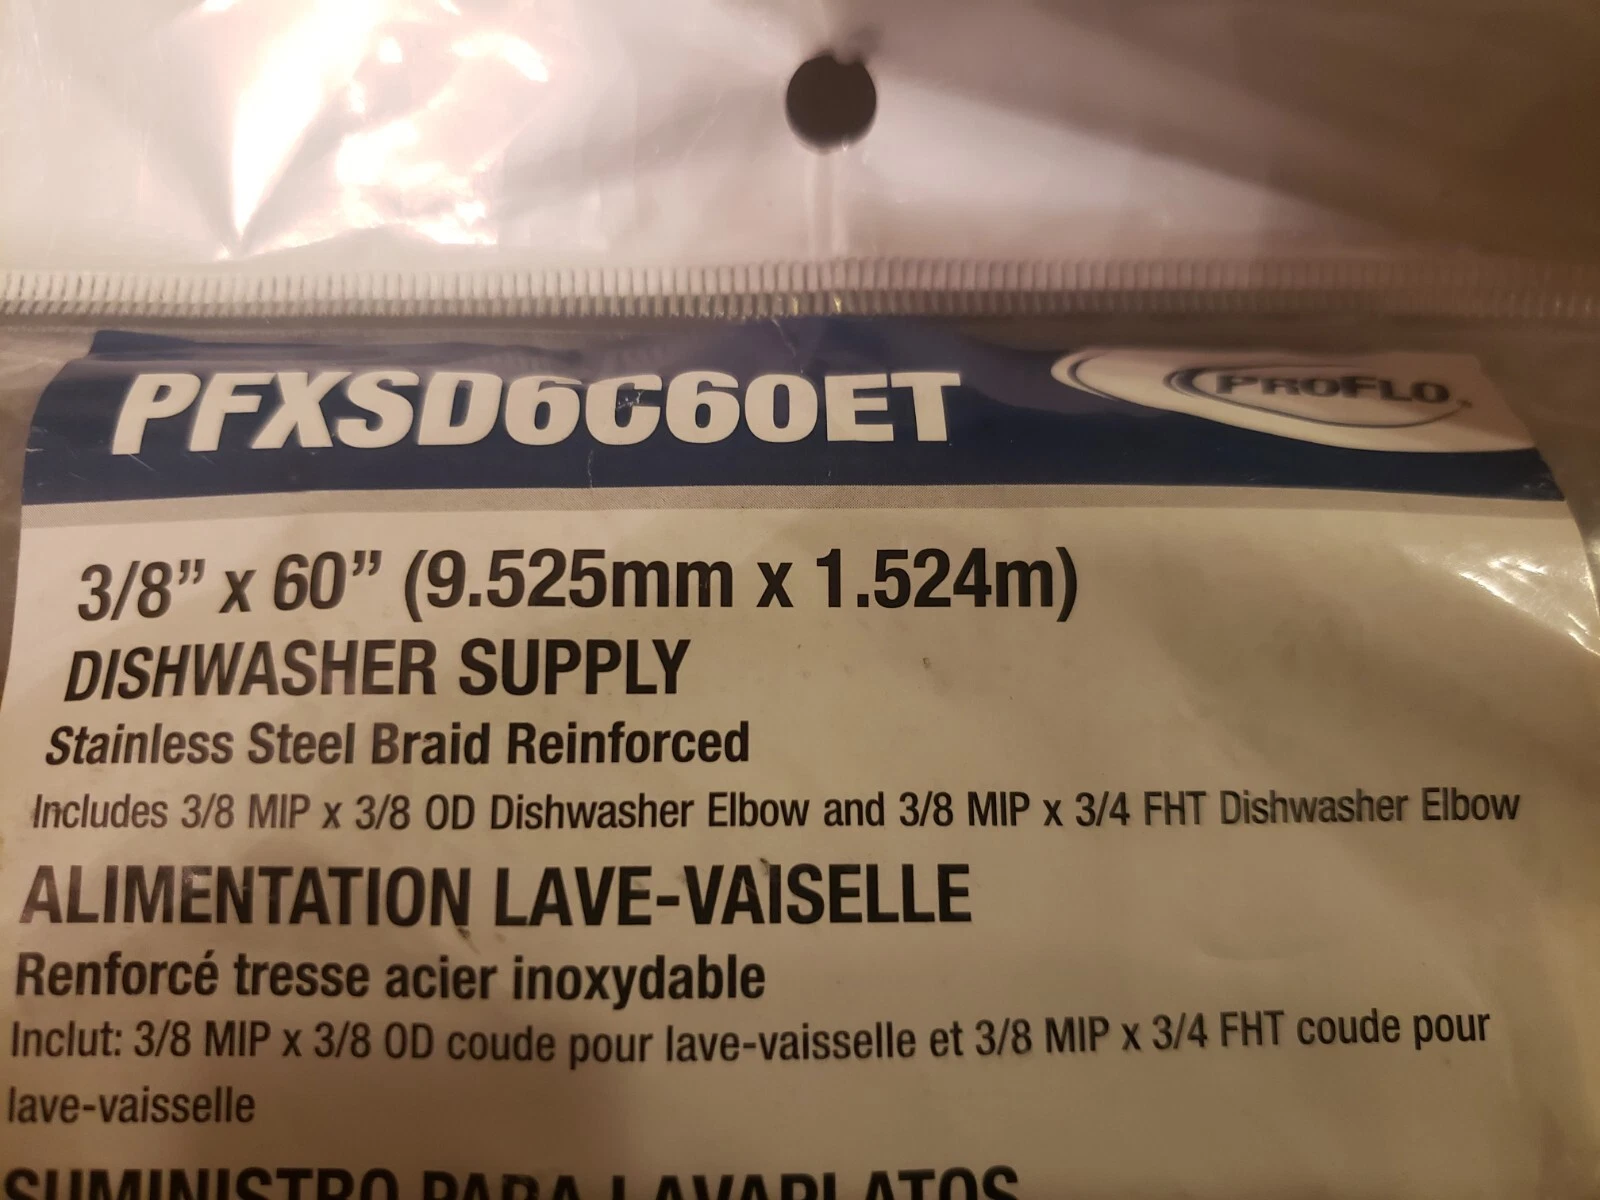 PFXSD6C60ET
PROFLO®
3/8” x 60” (9.525mm x 1.524m)
DISHWASHER SUPPLY
Stainless Steel Braid Reinforced
Includes 3/8 MIP x 3/8 OD Dishwasher Elbow and 3/8 MIP x 3/4 FHT Dishwasher Elbow
ALIMENTATION LAVE-VAISELLE
Renforcé tresse acier inoxydable
Inclut: 3/8 MIP x 3/8 OD coude pour lave-vaisselle et 3/8 MIP x 3/4 FHT coude pour
lave-vaisselle
SUMINISTRO PARA LAVAPLATOS